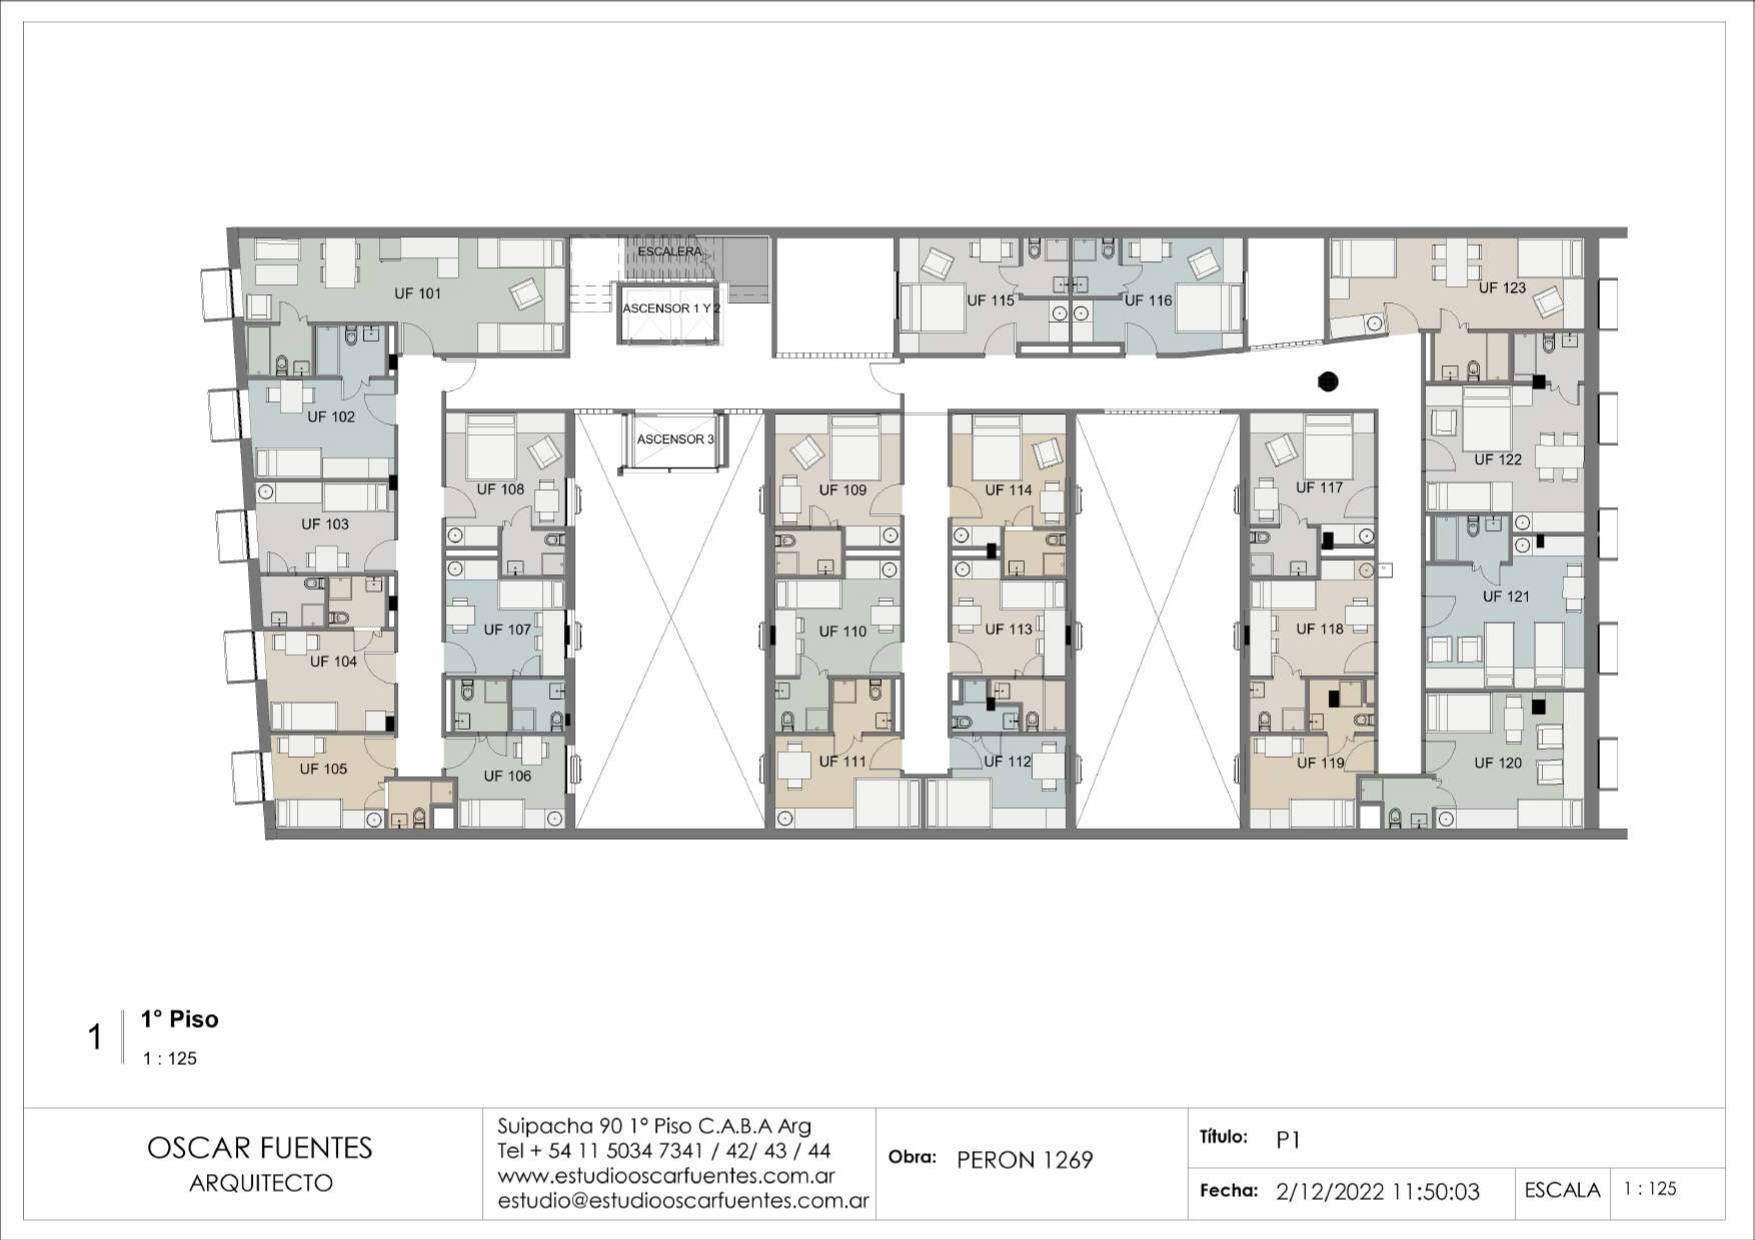 ESCALERA
UF 101
ASCENSOR 1 Y 2
UF 115
UF 116
UF 123
UF 102
ASCENSOR 3
UF 108
UF 109
UF 114
UF 117
UF 122
UF 103
UF 107
UF 110
UF 113
UF 118
UF 121
UF 104
UF 105
UF 106
UF 111
UF 112
UF 119
UF 120
1
1° Piso
1 : 125
OSCAR FUENTES
ARQUITECTO
Suipacha 90 1° Piso C.A.B.A Arg
Tel + 54 11 5034 7341 / 42/ 43 / 44
www.estudiooscarfuentes.com.ar
estudio@estudiooscarfuentes.com.ar
Obra: PERON 1269
Título: P1
Fecha: 2/12/2022 11:50:03
ESCALA 1 : 125